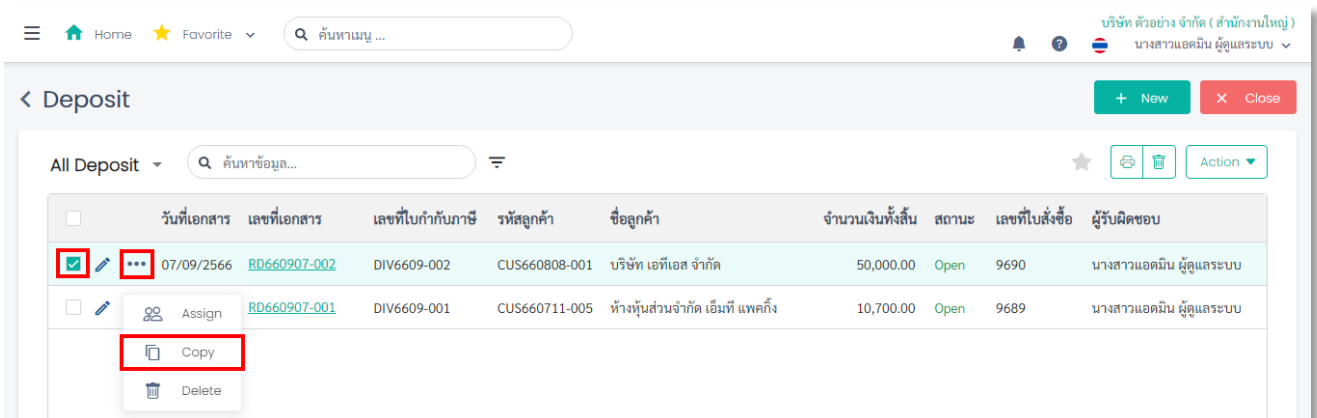 บริษัท ตัวอย่าง จำกัด ( สำนักงานใหญ่ )
Home Favorite ค้นหาเมนู ... นางสาวแอดมิน ผู้ดูแลระบบ
Deposit + New × Close
All Deposit ค้นหาข้อมูล... Action
วันที่เอกสาร เลขที่เอกสาร เลขที่ใบกำกับภาษี รหัสลูกค้า ชื่อลูกค้า จำนวนเงินทั้งสิ้น สถานะ เลขที่ใบสั่งซื้อ ผู้รับผิดชอบ
07/09/2566 RD660907-002 DIV6609-002 CUS660808-001 บริษัท เอทีเอส จำกัด 50,000.00 Open 9690 นางสาวแอดมิน ผู้ดูแลระบบ
RD660907-001 DIV6609-001 CUS660711-005 ห้างหุ้นส่วนจำกัด เอ็มที แพคกิ้ง 10,700.00 Open 9689 นางสาวแอดมิน ผู้ดูแลระบบ
Assign
Copy
Delete